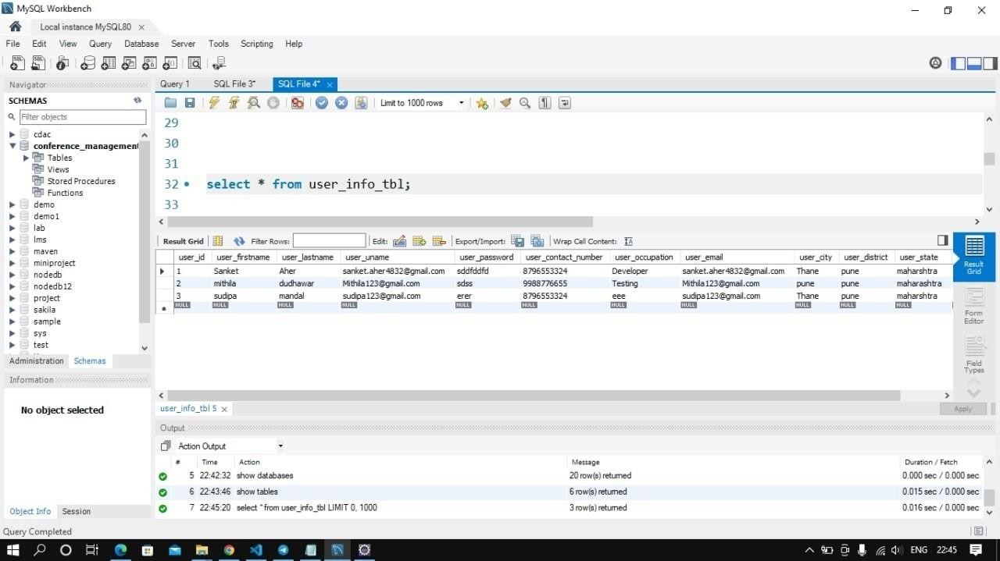 MySQL Workbench
Local instance MySQL80
File Edit View Query Database Server Tools Scripting Help
Navigator
SCHEMAS
Filter objects
cdac
conference_management
Tables
Views
Stored Procedures
Functions
demo
demo1
lab
lms
maven
miniproject
nodedb
nodedb12
project
sakila
sample
sys
test
Administration Schemas
Information
No object selected
Object Info Session
Query 1 SQL File 3* SQL File 4*
Limit to 1000 rows
29
30
31
32 select * from user_info_tbl;
33
Result Grid Filter Rows: Edit: Export/Import: Wrap Cell Content:
user_id user_firstname user_lastname user_uname user_password user_contact_number user_occupation user_email user_city user_district user_state
1 Sanket Aher sanket.aher4832@gmail.com sddfddfd 8796553324 Developer sanket.aher4832@gmail.com Thane pune maharshtra
2 mithila dudhawar Mithila123@gmail.com sdss 9988776655 Testing Mithila123@gmail.com pune pune maharashtra
3 sudipa mandal sudipa123@gmail.com erer 8796553324 eee sudipa123@gmail.com Thane pune maharshtra
NULL NULL NULL NULL NULL NULL NULL NULL NULL NULL NULL
Result
Grid
Form
Editor
Field
Types
user_info_tbl 5
Apply
Output
Action Output
# Time Action Message Duration / Fetch
5 22:42:32 show databases 20 row(s) returned 0.000 sec / 0.000 sec
6 22:43:46 show tables 6 row(s) returned 0.015 sec / 0.000 sec
7 22:45:20 select * from user_info_tbl LIMIT 0, 1000 3 row(s) returned 0.016 sec / 0.000 sec
Query Completed
ENG 22:45